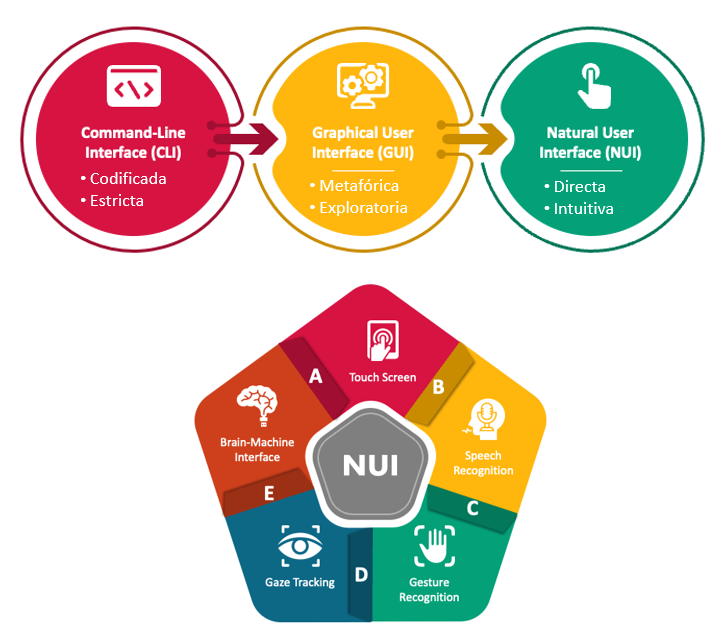 Command-Line
Interface (CLI)
• Codificada
• Estricta
Graphical User
Interface (GUI)
• Metafórica
• Exploratoria
Natural User
Interface (NUI)
• Directa
• Intuitiva
A
Touch Screen
B
Speech
Recognition
C
Gesture
Recognition
D
Gaze Tracking
E
Brain-Machine
Interface
NUI